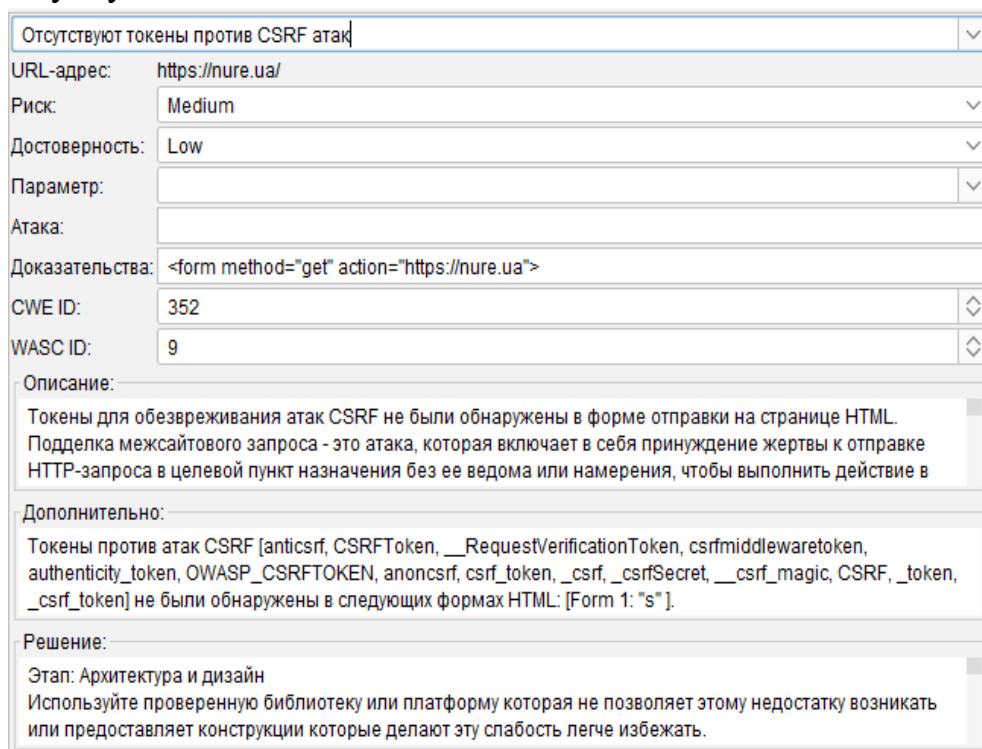 Отсутствуют токены против CSRF атак
URL-адрес: https://nure.ua/
Риск: Medium
Достоверность: Low
Параметр:
Атака:
Доказательства: <form method="get" action="https://nure.ua">
CWE ID: 352
WASC ID: 9
Описание:
Токены для обезвреживания атак CSRF не были обнаружены в форме отправки на странице HTML.
Подделка межсайтового запроса - это атака, которая включает в себя принуждение жертвы к отправке
HTTP-запроса в целевой пункт назначения без ее ведома или намерения, чтобы выполнить действие в
Дополнительно:
Токены против атак CSRF [anticsrf, CSRFToken, __RequestVerificationToken, csrfmiddlewaretoken,
authenticity_token, OWASP_CSRFTOKEN, anoncsrf, csrf_token, _csrf, _csrfSecret, __csrf_magic, CSRF, _token,
_csrf_token] не были обнаружены в следующих формах HTML: [Form 1: "s" ].
Решение:
Этап: Архитектура и дизайн
Используйте проверенную библиотеку или платформу которая не позволяет этому недостатку возникать
или предоставляет конструкции которые делают эту слабость легче избежать.